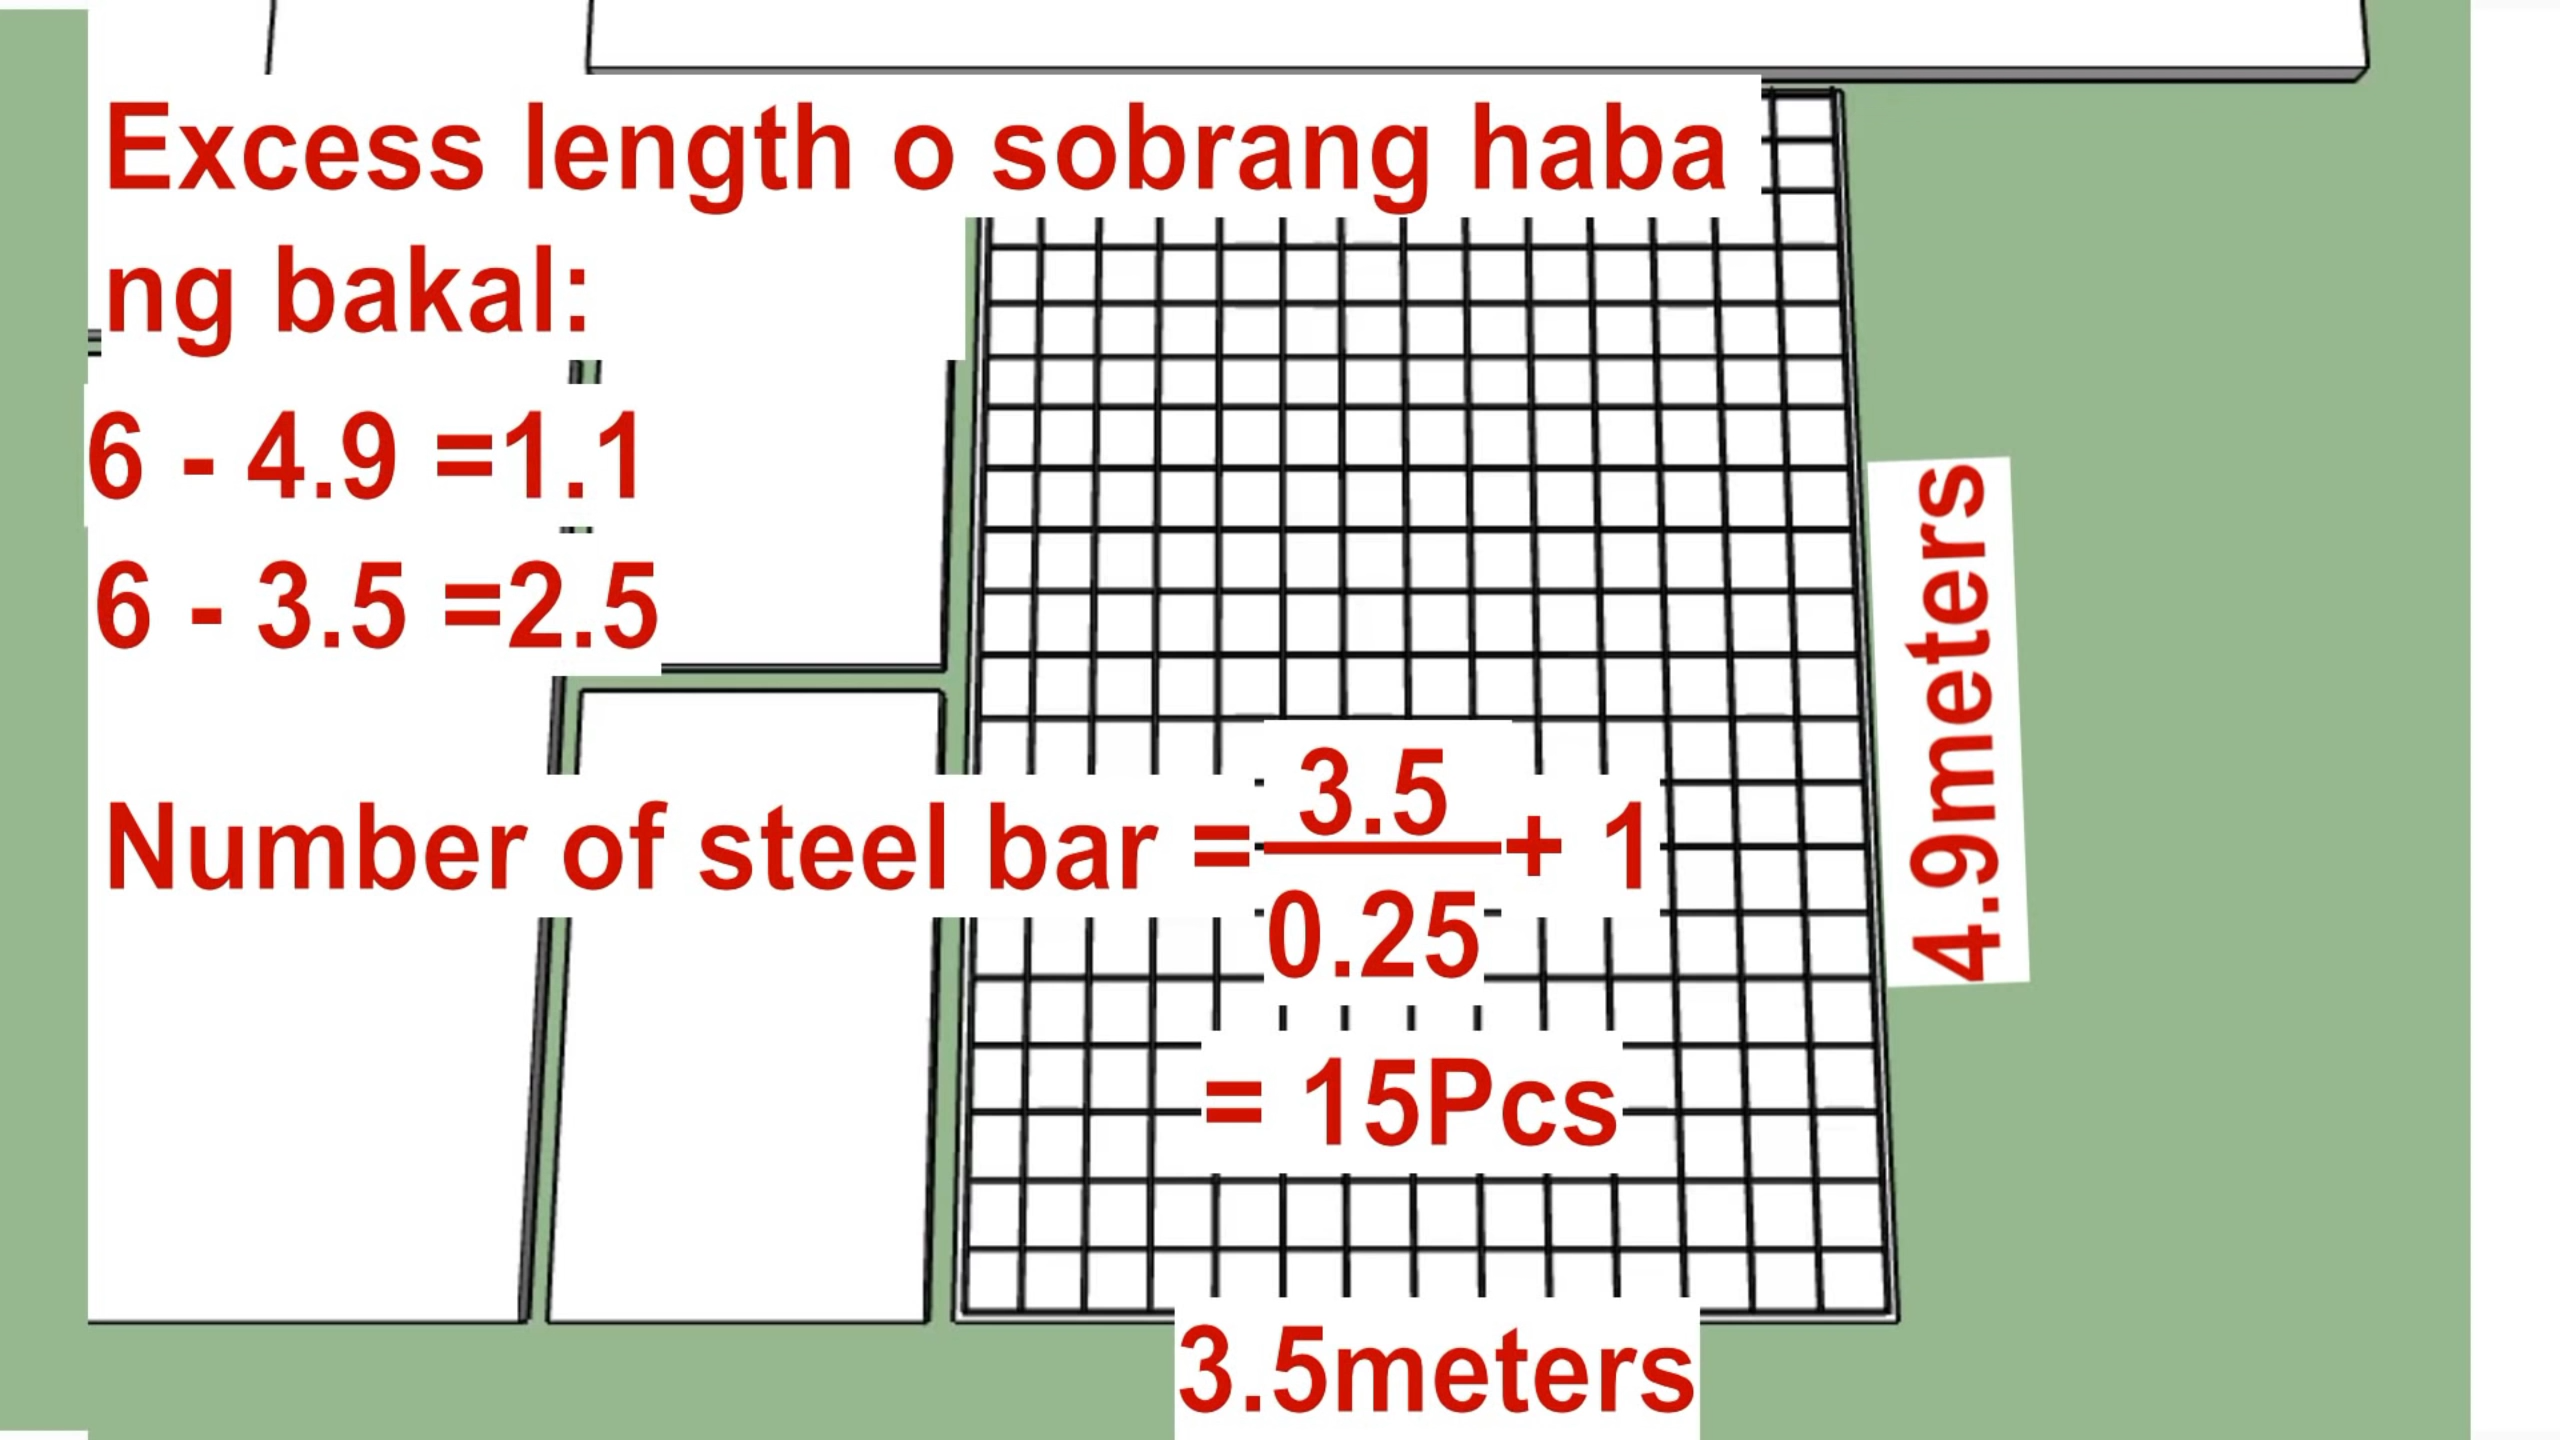 Excess length o sobrang haba
ng bakal:
6 - 4.9 =1.1
6 - 3.5 =2.5
4.9meters
Number of steel bar = 3.5/0.25 + 1
= 15Pcs
3.5meters